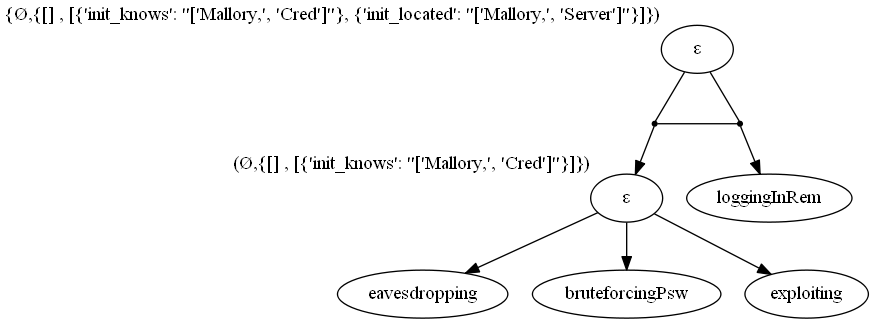 {Ø,{[] , [{'init_knows': "['Mallory,', 'Cred']"}, {'init_located': "['Mallory,', 'Server']"}]})
ε
(Ø,{[] , [{'init_knows': "['Mallory,', 'Cred']"}]})
ε
loggingInRem
eavesdropping
bruteforcingPsw
exploiting